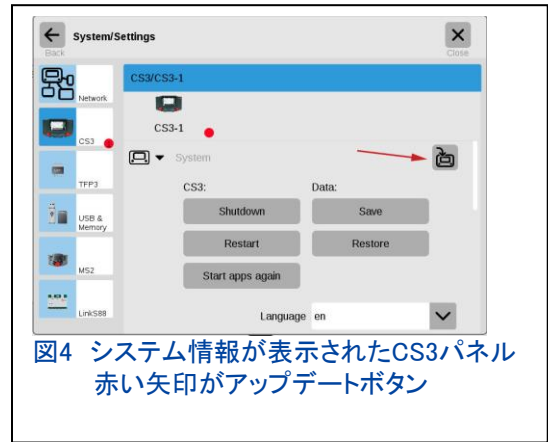 System/Settings
Back
Close
Network
CS3/CS3-1
CS3-1
CS3
System
TFP3
CS3:
Data:
Shutdown
Save
USB &
Memory
Restart
Restore
MS2
Start apps again
LinkS88
Language en
図4 システム情報が表示されたCS3パネル
赤い矢印がアップデートボタン